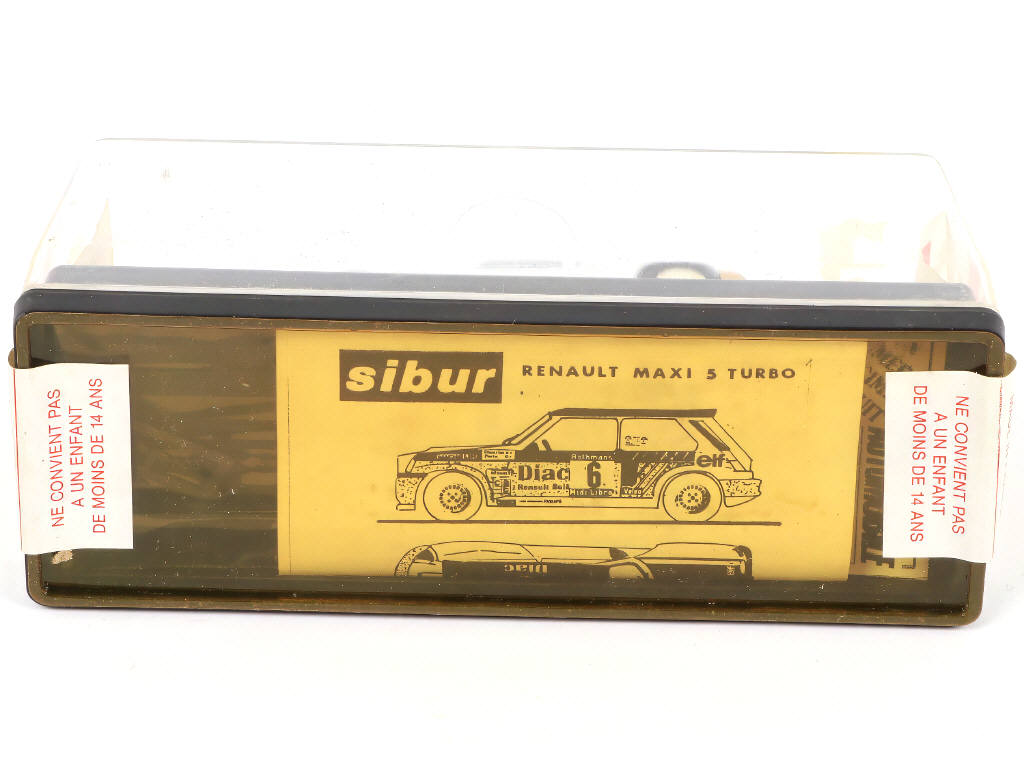 sibur
RENAULT MAXI 5 TURBO
Rothmans
Diac 6
elf
Midi Libre
Diac
NE CONVIENT PAS
A UN ENFANT
DE MOINS DE 14 ANS
NE CONVIENT PAS
A UN ENFANT
DE MOINS DE 14 ANS